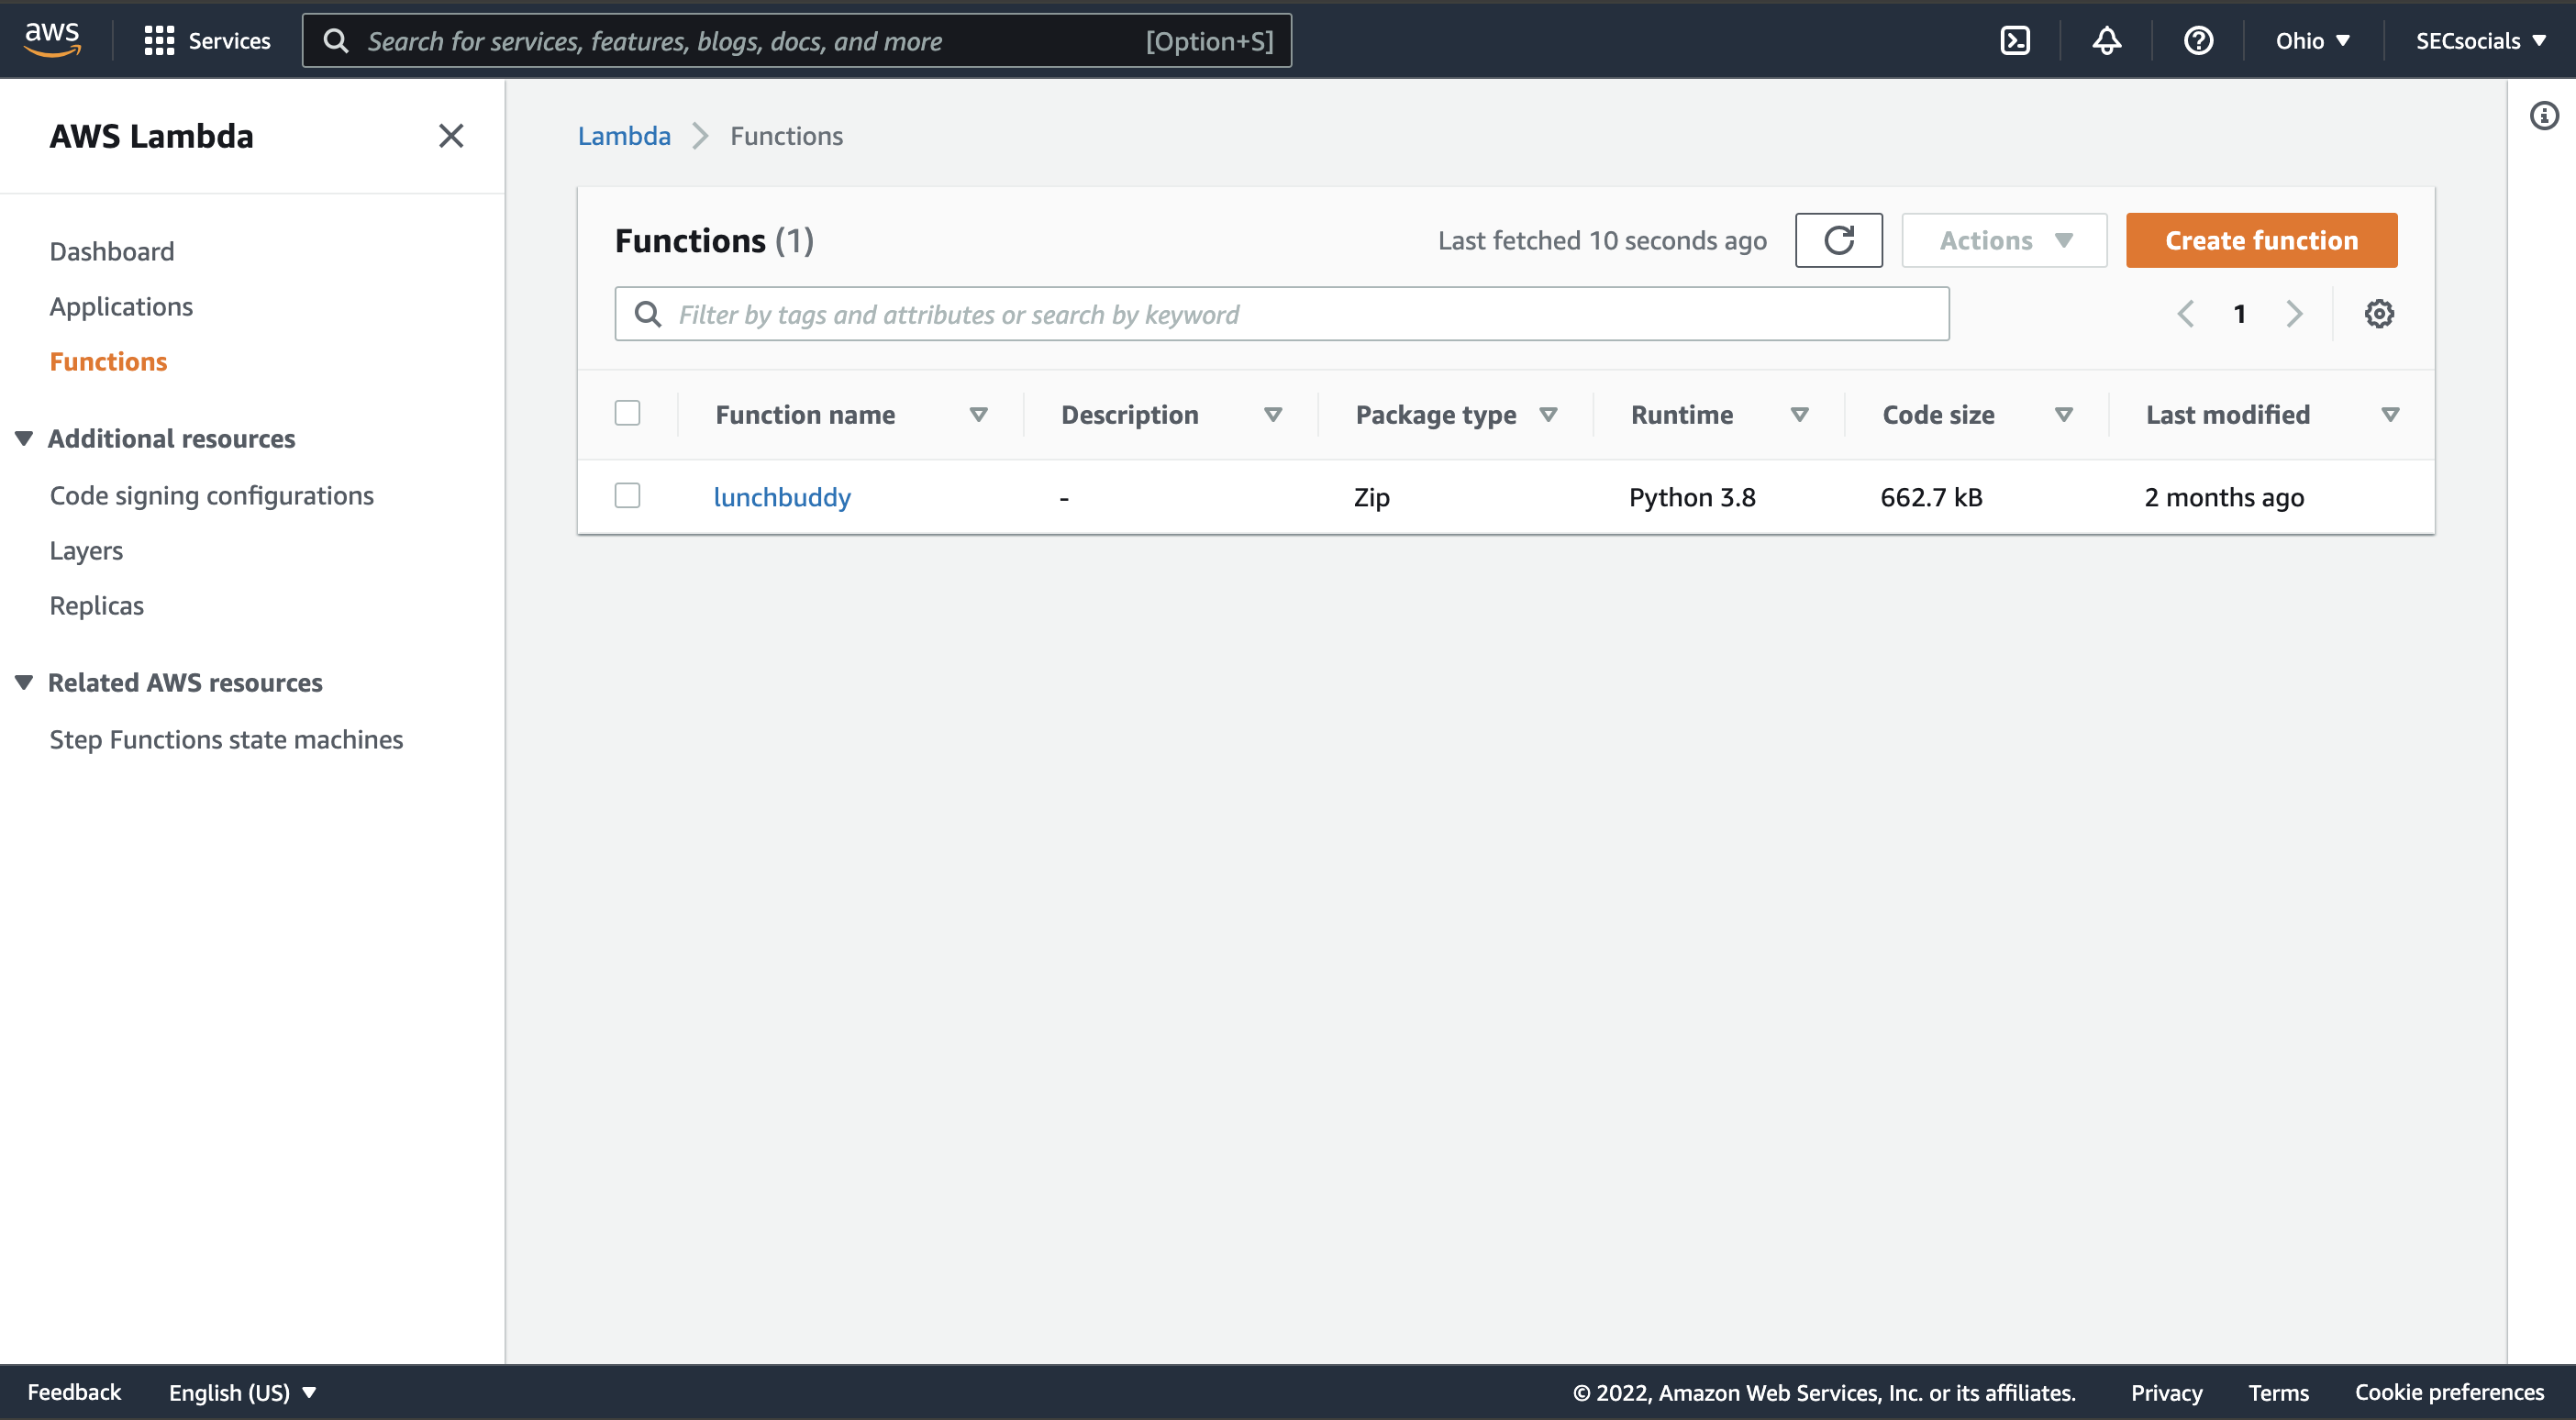 aws Services Search for services, features, blogs, docs, and more [Option+S] Ohio SECsocials
AWS Lambda
Dashboard
Applications
Functions
Additional resources
Code signing configurations
Layers
Replicas
Related AWS resources
Step Functions state machines
Lambda Functions
Functions (1) Last fetched 10 seconds ago Actions Create function
Filter by tags and attributes or search by keyword 1
Function name Description Package type Runtime Code size Last modified
lunchbuddy - Zip Python 3.8 662.7 kB 2 months ago
Feedback English (US) © 2022, Amazon Web Services, Inc. or its affiliates. Privacy Terms Cookie preferences